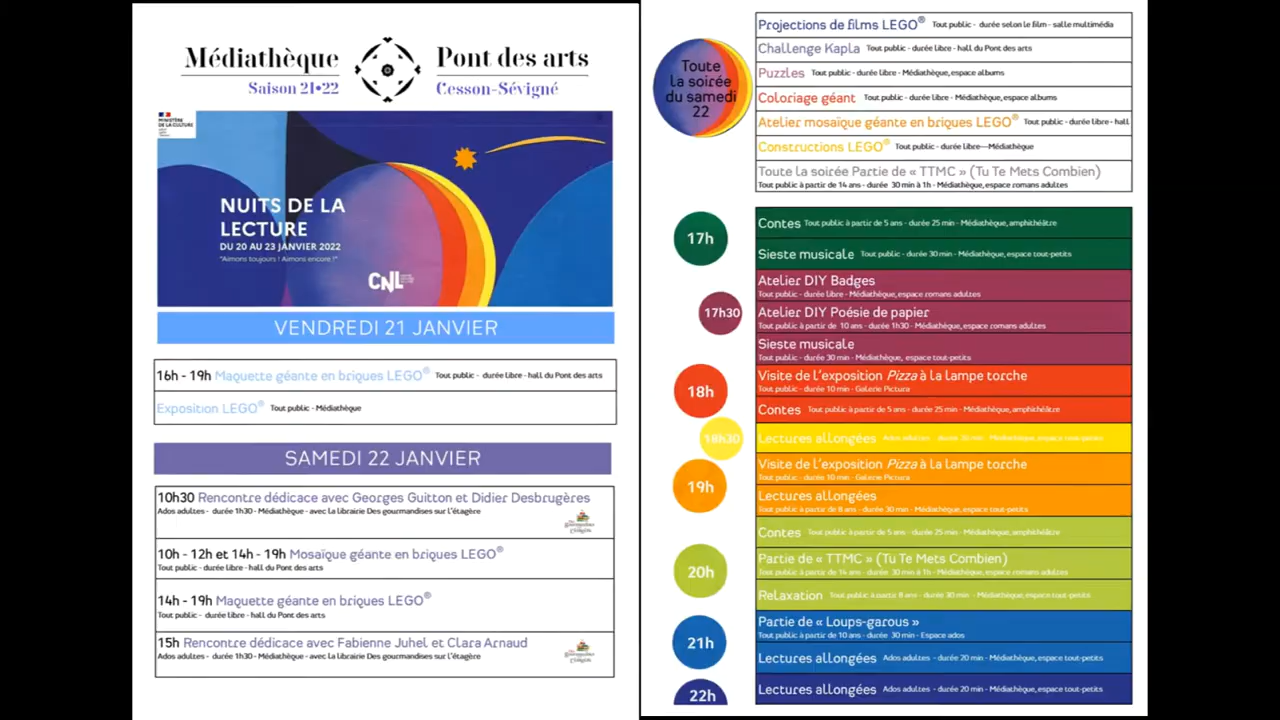 Médiathèque
Saison 21•22
Pont des arts
Cesson-Sévigné
MINISTÈRE
DE LA CULTURE
NUITS DE LA
LECTURE
DU 20 AU 23 JANVIER 2022
"Aimons toujours ! Aimons encore !"
CNL
VENDREDI 21 JANVIER
16h - 19h Maquette géante en briques LEGO® Tout public - durée libre - hall du Pont des arts
Exposition LEGO® Tout public - Médiathèque
SAMEDI 22 JANVIER
10h30 Rencontre dédicace avec Georges Guitton et Didier Desbrugères
Ados adultes - durée 1h30 - Médiathèque - avec la librairie Des gourmandises sur l'étagère
10h - 12h et 14h - 19h Mosaïque géante en briques LEGO®
Tout public - durée libre - hall du Pont des arts
14h - 19h Maquette géante en briques LEGO®
Tout public - durée libre - hall du Pont des arts
15h Rencontre dédicace avec Fabienne Juhel et Clara Arnaud
Ados adultes - durée 1h30 - Médiathèque - avec la librairie Des gourmandises sur l'étagère
Toute
la soirée
du samedi
22
Projections de films LEGO® Tout public - durée selon le film - salle multimédia
Challenge Kapla Tout public - durée libre - hall du Pont des arts
Puzzles Tout public - durée libre - Médiathèque, espace albums
Coloriage géant Tout public - durée libre - Médiathèque, espace albums
Atelier mosaïque géante en briques LEGO® Tout public - durée libre - hall
Constructions LEGO® Tout public - durée libre—Médiathèque
Toute la soirée Partie de « TTMC » (Tu Te Mets Combien)
Tout public à partir de 14 ans - durée 30 min à 1h - Médiathèque, espace romans adultes
17h
Contes Tout public à partir de 5 ans - durée 25 min - Médiathèque, amphithéâtre
Sieste musicale Tout public - durée 30 min - Médiathèque, espace tout-petits
17h30
Atelier DIY Badges
Tout public - durée libre - Médiathèque, espace romans adultes
Atelier DIY Poésie de papier
Tout public à partir de 10 ans - durée 1h30 - Médiathèque, espace romans adultes
Sieste musicale
Tout public - durée 30 min - Médiathèque, espace tout-petits
18h
Visite de l'exposition Pizza à la lampe torche
Tout public - durée 10 min - Galerie Pictura
Contes Tout public à partir de 5 ans - durée 25 min - Médiathèque, amphithéâtre
18h30
Lectures allongées Ados adultes - durée 20 min - Médiathèque, espace tout-petits
19h
Visite de l'exposition Pizza à la lampe torche
Tout public - durée 10 min - Galerie Pictura
Lectures allongées
Tout public à partir de 8 ans - durée 30 min - Médiathèque, espace tout-petits
20h
Contes Tout public à partir de 5 ans - durée 25 min - Médiathèque, amphithéâtre
Partie de « TTMC » (Tu Te Mets Combien)
Tout public à partir de 14 ans - durée 30 min à 1h - Médiathèque, espace romans adultes
Relaxation Tout public à partir 8 ans - durée 30 min - Médiathèque, espace tout-petits
21h
Partie de « Loups-garous »
Tout public à partir de 10 ans - durée 30 min - Espace ados
Lectures allongées Ados adultes - durée 20 min - Médiathèque, espace tout-petits
22h
Lectures allongées Ados adultes - durée 20 min - Médiathèque, espace tout-petits